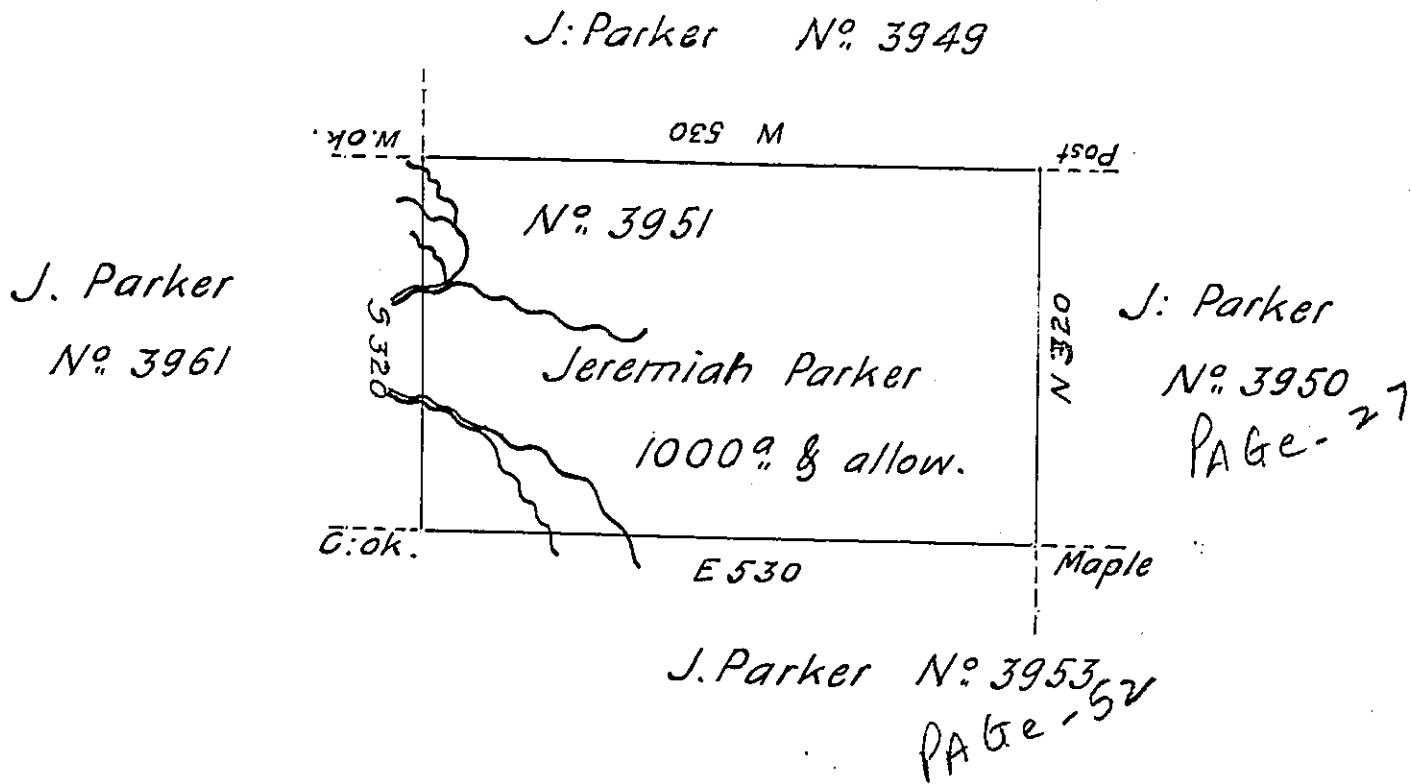 J: Parker Nº 3949
W.ok.
W 530
Post
Nº 3951
J. Parker
Nº 3961
S 320
N 320
J: Parker
Nº 3950
PAGe - 27
Jeremiah Parker
1000ª & allow.
C:ok.
E 530
Maple
J. Parker Nº 3953
PAGe - 52